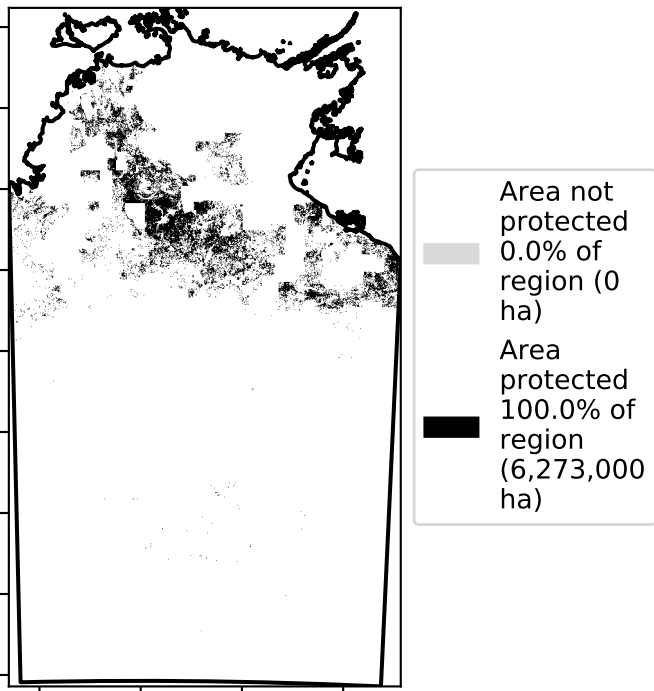 Area not
protected
0.0% of
region (0
ha)
Area
protected
100.0% of
region
(6,273,000
ha)